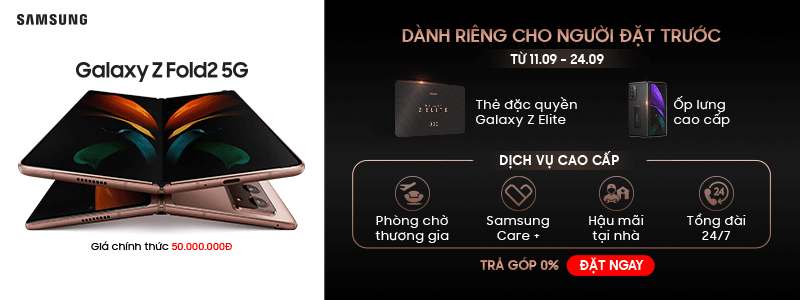 SAMSUNG
Galaxy Z Fold2 5G
Giá chính thức 50.000.000Đ
DÀNH RIÊNG CHO NGƯỜI ĐẶT TRƯỚC
TỪ 11.09 - 24.09
Z ELITE
Thẻ đặc quyền
Galaxy Z Elite
Ốp lưng
cao cấp
DỊCH VỤ CAO CẤP
Phòng chờ
thương gia
Samsung
Care +
Hậu mãi
tại nhà
24
Tổng đài
24/7
TRẢ GÓP 0%
ĐẶT NGAY